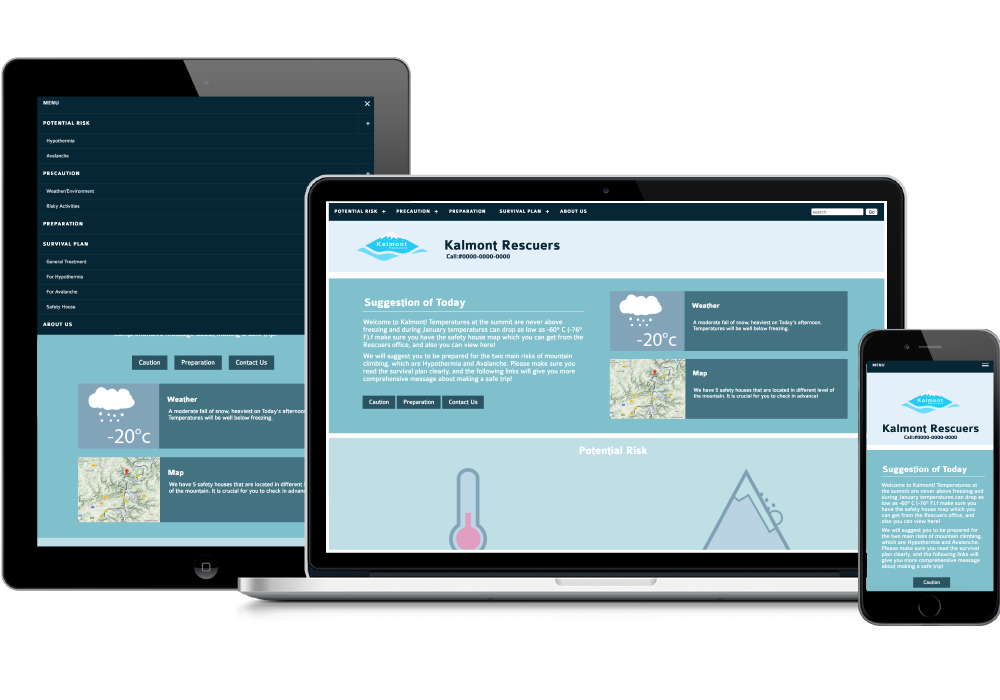 MENU
POTENTIAL RISK +
Hypothermia
Avalanche
PRECAUTION +
Weather/Environment
Risky Activities
PREPARATION
SURVIVAL PLAN
General Treatment
For Hypothermia
For Avalanche
Safety House
ABOUT US
Caution Preparation Contact Us
-20°c
Weather
A moderate fall of snow, heaviest on Today's afternoon
Temperatures will be well below freezing.
Map
We have 5 safety houses that are located in different l
of the mountain. It is crucial for you to check in advanc
POTENTIAL RISK + PRECAUTION + PREPARATION SURVIVAL PLAN + ABOUT US
search Go
Kalmont
Rescuers
Kalmont Rescuers
Call:#0000-0000-0000
Suggestion of Today
Welcome to Kalmont! Temperatures at the summit are never above
freezing and during January temperatures can drop as low as -60º C (-76º
F).f make sure you have the safety house map which you can get from the
Rescuers office, and also you can view here!
We will suggest you to be prepared for the two main risks of mountain
climbing, which are Hypothermia and Avalanche. Please make sure you
read the survival plan clearly, and the following links will give you more
comprehensive message about making a safe trip!
Caution Preparation Contact Us
-20°c
Weather
A moderate fall of snow, heaviest on Today's afternoon.
Temperatures will be well below freezing.
Map
We have 5 safety houses that are located in different level of
the mountain. It is crucial for you to check in advance!
Potential Risk
MENU
Kalmont
Kalmont Rescuers
Call:#0000-0000-0000
Suggestion of Today
Welcome to Kalmont! Temperatures at
the summit are never above freezing and
during January temperatures can drop as
low as -60º C (-76º F).f make sure you
have the safety house map which you
can get from the Rescuers office, and
also you can view here!
We will suggest you to be prepared for
the two main risks of mountain climbing,
which are Hypothermia and Avalanche.
Please make sure you read the survival
plan clearly, and the following links will
give you more comprehensive message
about making a safe trip!
Caution